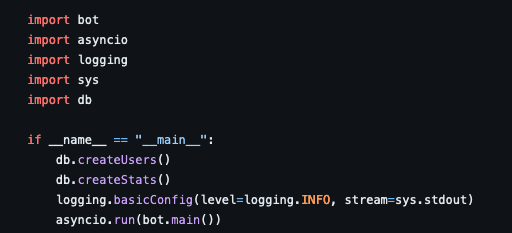 import bot
import asyncio
import logging
import sys
import db

if __name__ == "__main__":
    db.createUsers()
    db.createStats()
    logging.basicConfig(level=logging.INFO, stream=sys.stdout)
    asyncio.run(bot.main())